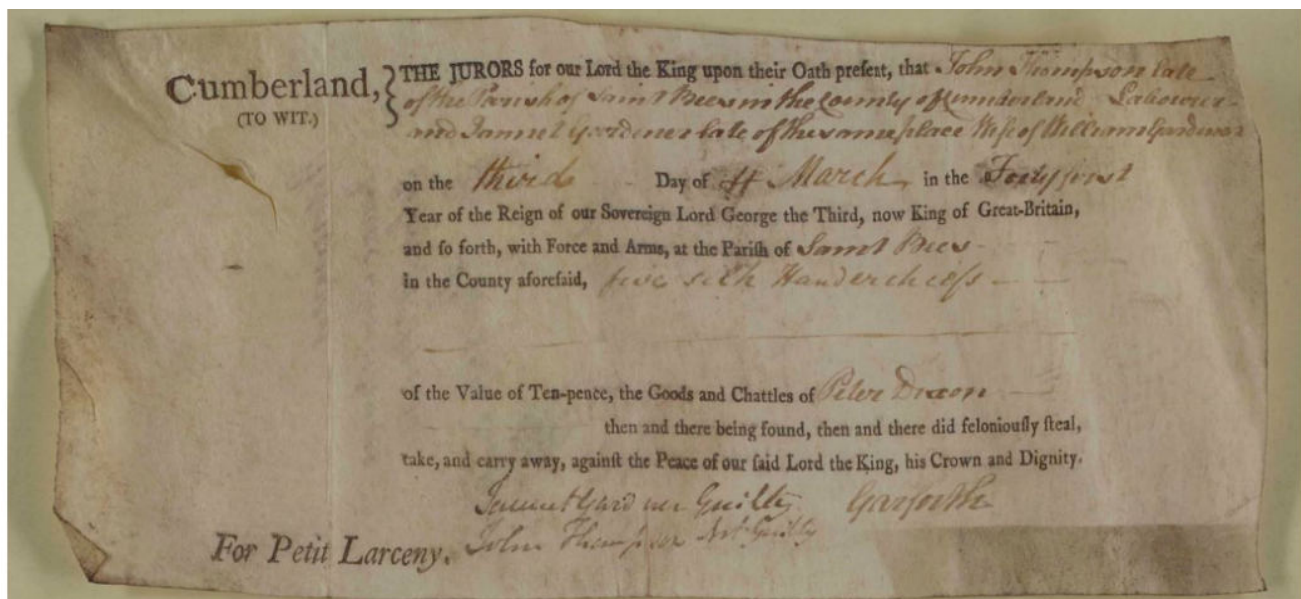 Cumberland,
(TO WIT.)
THE JURORS for our Lord the King upon their Oath preſent, that John Thompson late
of the Parish of Saint Bees in the County of Cumberland Labourer
and Jannet Gardiner late of the same place Wife of William Gardiner
on the third Day of March in the Forty first
Year of the Reign of our Sovereign Lord George the Third, now King of Great-Britain,
and ſo forth, with Force and Arms, at the Pariſh of Saint Bees
in the County aforeſaid, five silk Handerchiefs
of the Value of Ten-pence, the Goods and Chattles of Peter Dixon
then and there being found, then and there did feloniouſly ſteal,
take, and carry away, againſt the Peace of our ſaid Lord the King, his Crown and Dignity.
Jannet Gardiner Guilty Garforth
John Thompson Not Guilty
For Petit Larceny.